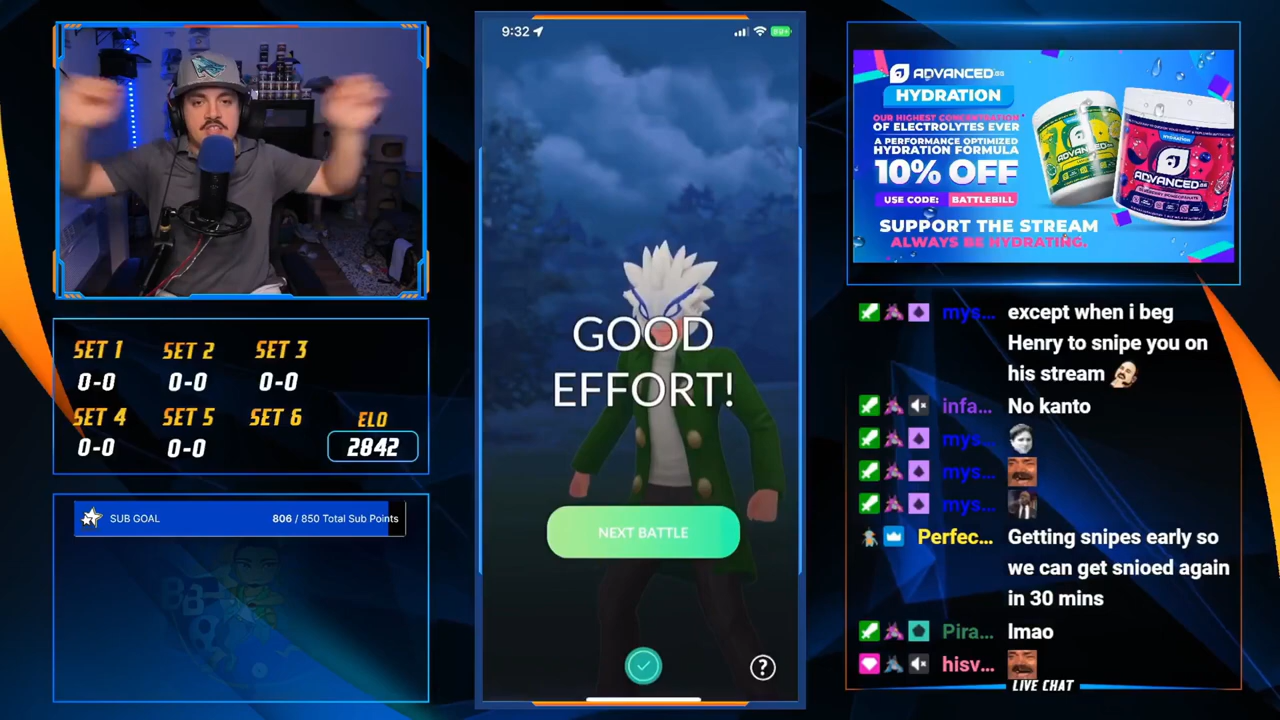 SET 1 SET 2 SET 3
0-0 0-0 0-0
SET 4 SET 5 SET 6
0-0 0-0
ELO
2842
SUB GOAL 806 / 850 Total Sub Points
9:32
GOOD
EFFORT!
NEXT BATTLE
?
ADVANCED.GG
HYDRATION
OUR HIGHEST CONCENTRATION
OF ELECTROLYTES EVER
A PERFORMANCE OPTIMIZED
HYDRATION FORMULA
10% OFF
USE CODE: BATTLEBILL
SUPPORT THE STREAM
ALWAYS BE HYDRATING.
ADVANCED
ADVANCED
mys... except when i beg
Henry to snipe you on
his stream
infa... No kanto
mys...
mys...
mys...
Perfec... Getting snipes early so
we can get snioed again
in 30 mins
Pira... lmao
hisv...
LIVE CHAT